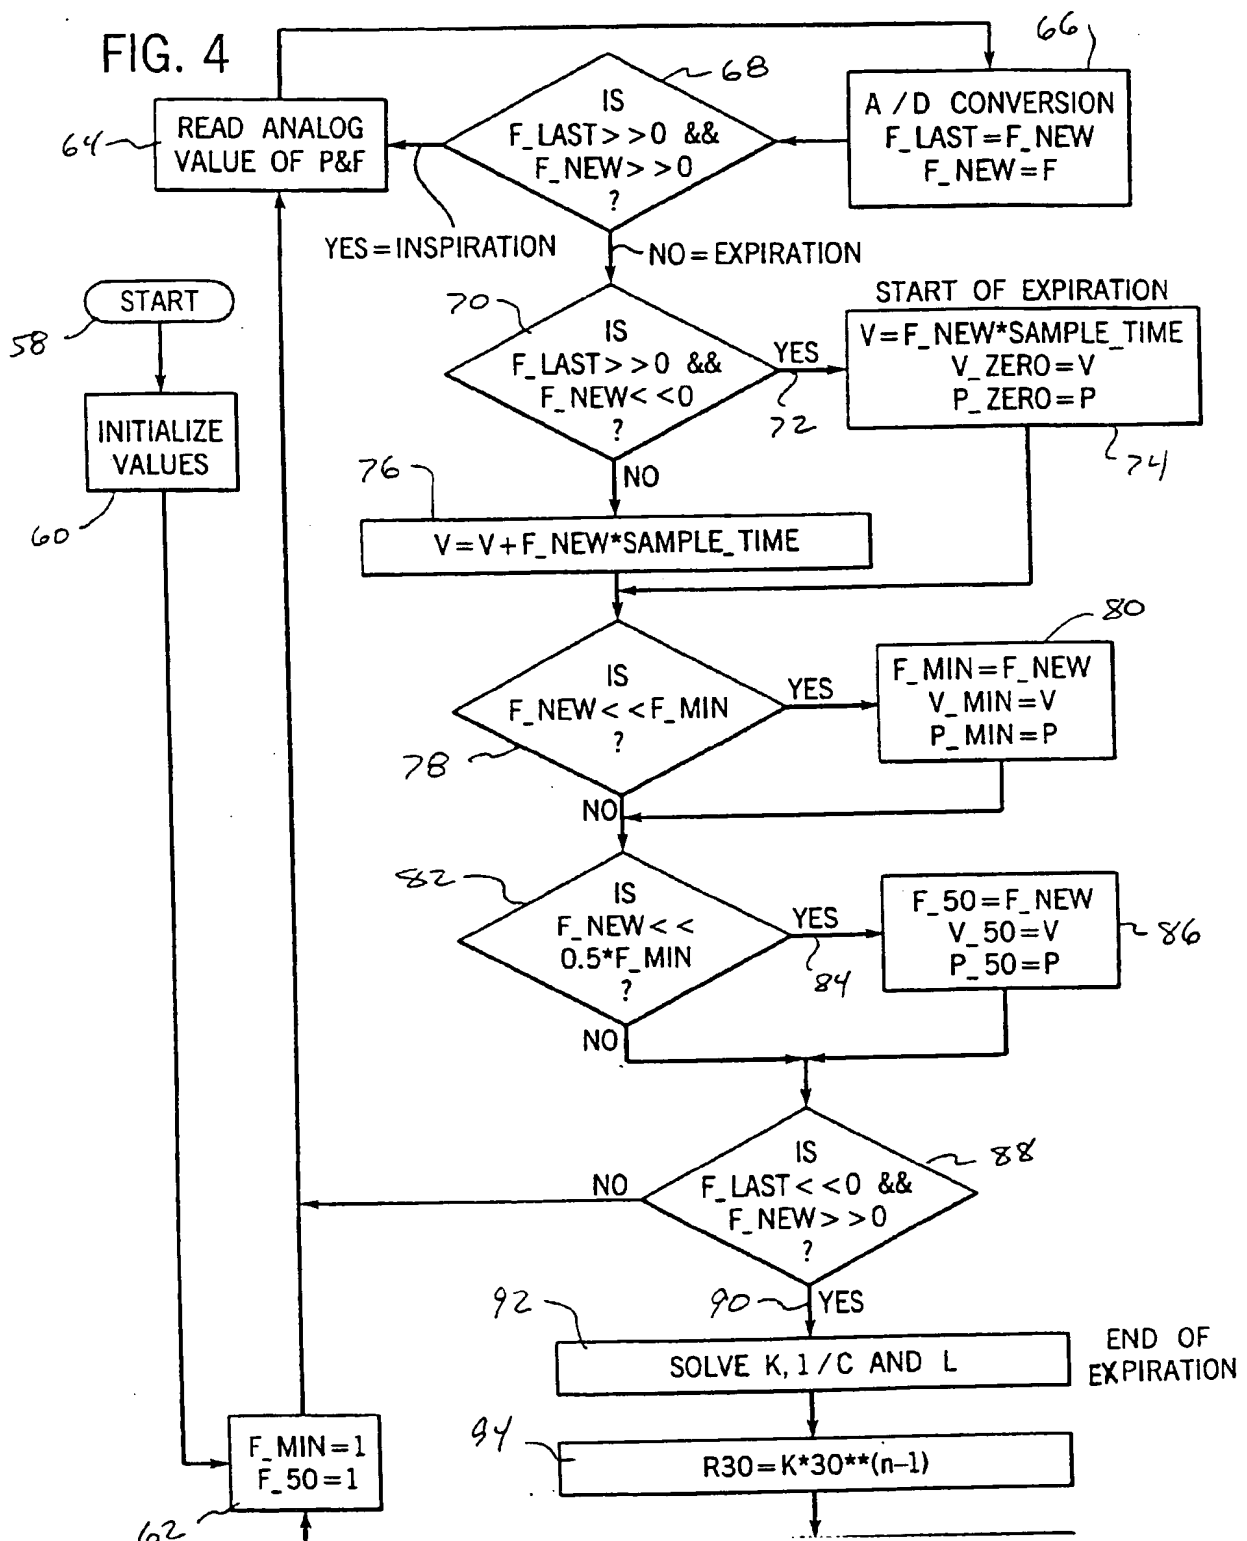 FIG. 4
66
68
A/D CONVERSION
F_LAST=F_NEW
F_NEW=F
IS
F_LAST>>0 &&
F_NEW>>0
?
64
READ ANALOG
VALUE OF P&F
YES=INSPIRATION
NO=EXPIRATION
START
58
INITIALIZE
VALUES
60
70
IS
F_LAST>>0 &&
F_NEW<<0
?
YES
72
START OF EXPIRATION
V=F_NEW*SAMPLE_TIME
V_ZERO=V
P_ZERO=P
74
NO
76
V=V+F_NEW*SAMPLE_TIME
IS
F_NEW<<F_MIN
?
78
YES
80
F_MIN=F_NEW
V_MIN=V
P_MIN=P
NO
82
IS
F_NEW<<
0.5*F_MIN
?
YES
84
F_50=F_NEW
V_50=V
P_50=P
86
NO
IS
F_LAST<<0 &&
F_NEW>>0
?
88
NO
90
YES
92
SOLVE K, 1/C AND L
END OF
EXPIRATION
94
R30=K*30**(n-1)
F_MIN=1
F_50=1
62